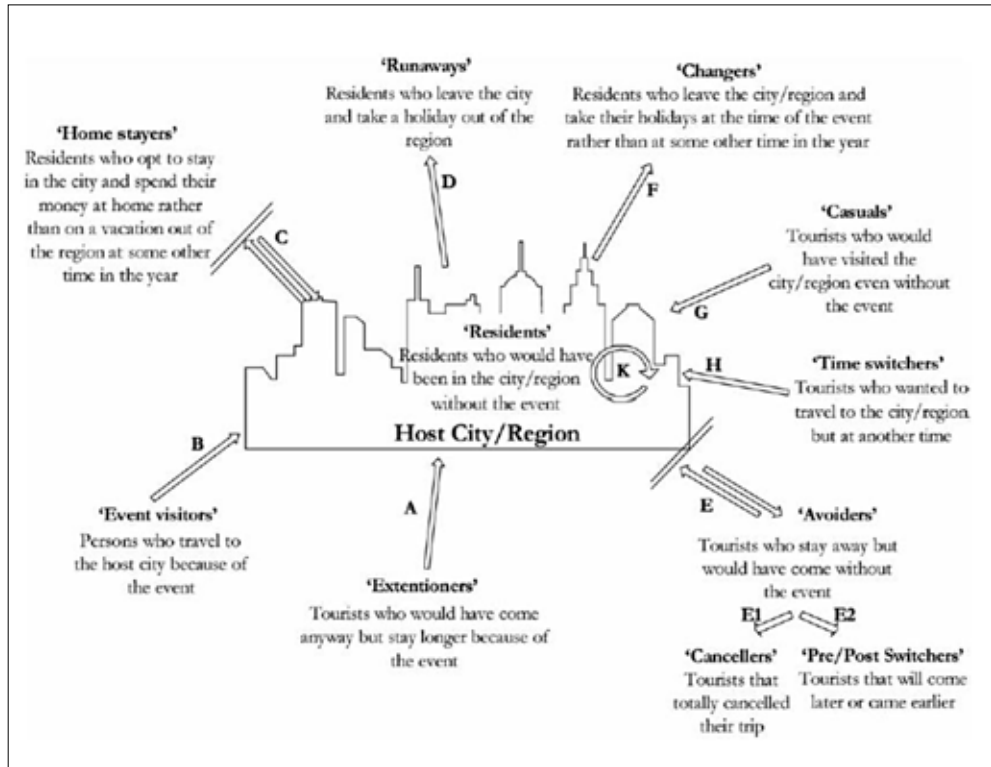 ‘Runaways’
Residents who leave the city
and take a holiday out of the
region
‘Changers’
Residents who leave the city/region and
take their holidays at the time of the event
rather than at some other time in the year
‘Home stayers’
Residents who opt to stay
in the city and spend their
money at home rather
than on a vacation out of
the region at some other
time in the year
D
F
C
‘Casuals’
Tourists who would
have visited the
city/region even without
the event
G
‘Residents’
Residents who would have
been in the city/region
without the event
K
H
‘Time switchers’
Tourists who wanted to
travel to the city/region
but at another time
Host City/Region
B
A
E
‘Event visitors’
Persons who travel to
the host city because of
the event
‘Extentioners’
Tourists who would have come
anyway but stay longer because of
the event
‘Avoiders’
Tourists who stay away but
would have come without
the event
E1
E2
‘Cancellers’
Tourists that
totally cancelled
their trip
‘Pre/Post Switchers’
Tourists that will come
later or came earlier